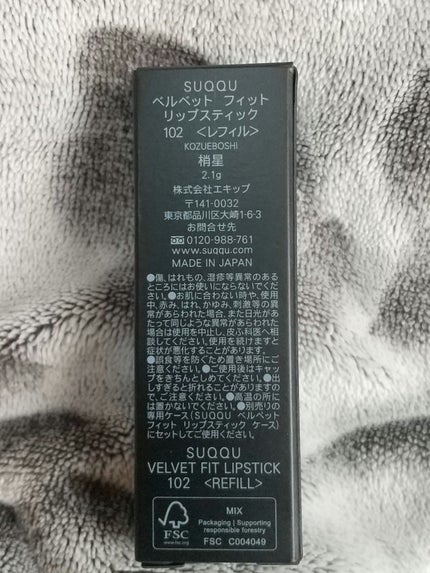 SUQQU
ベルベット フィット
リップスティック
102 <レフィル>
KOZUEBOSHI
梢星
2.1g
株式会社エキップ
〒141-0032
東京都品川区大崎1-6-3
お問合せ先
0120-988-761
www.suqqu.com
MADE IN JAPAN
●傷、はれもの、湿疹等異常のある
ところにはお使いにならないでくだ
さい。●お肌に合わない時や、使用
中、赤み、はれ、かゆみ、刺激等の異
常があらわれた場合、また日光があ
たって同じような異常があらわれた
場合は使用を中止し、皮ふ科医へ相
談してください。使用を続けますと
症状が悪化することがあります。
●誤食等を防ぐため置き場所にご
注意ください。●ご使用後はキャッ
プをきちんとしめてください。●出
しすぎると折れることがありますの
で、ご注意ください。●高温の所に
は置かないでください。●別売りの
専用ケース(SUQQU ベルベット
フィット リップスティック ケース)
にセットしてご使用ください。
SUQQU
VELVET FIT LIPSTICK
102 <REFILL>
FSC
www.fsc.org
MIX
Packaging | Supporting
responsible forestry
FSC C004049